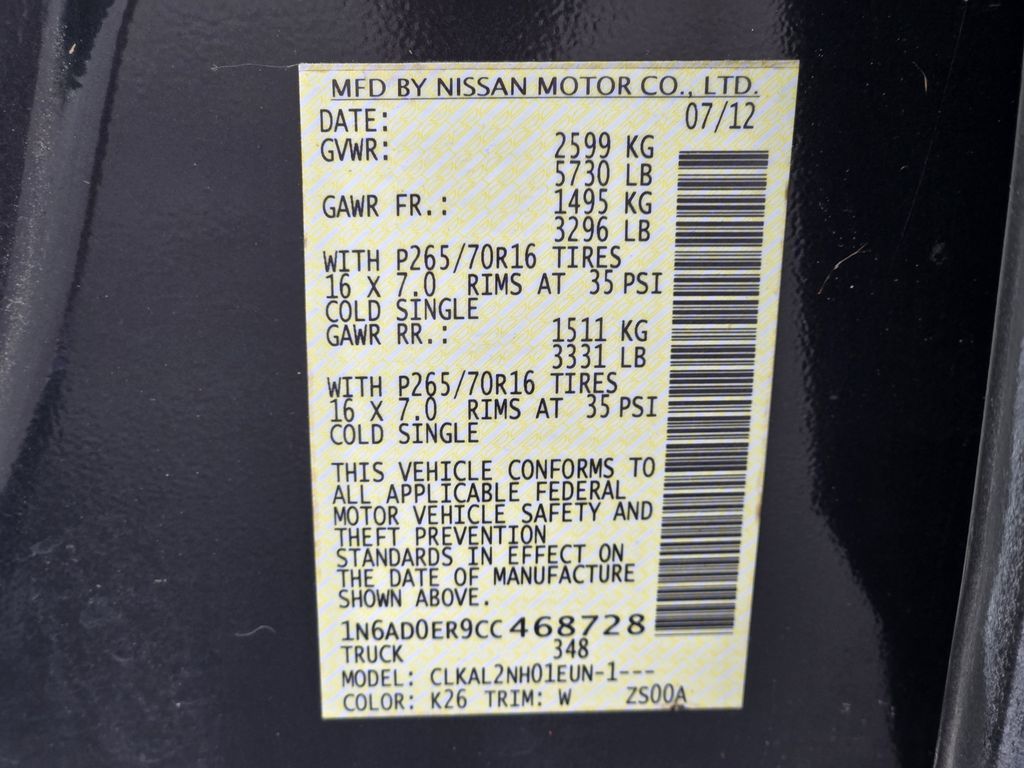 MFD BY NISSAN MOTOR CO., LTD.
DATE: 07/12
GVWR: 2599 KG
5730 LB
GAWR FR.: 1495 KG
3296 LB
WITH P265/70R16 TIRES
16 X 7.0 RIMS AT 35 PSI
COLD SINGLE
GAWR RR.: 1511 KG
3331 LB
WITH P265/70R16 TIRES
16 X 7.0 RIMS AT 35 PSI
COLD SINGLE
THIS VEHICLE CONFORMS TO
ALL APPLICABLE FEDERAL
MOTOR VEHICLE SAFETY AND
THEFT PREVENTION
STANDARDS IN EFFECT ON
THE DATE OF MANUFACTURE
SHOWN ABOVE.
1N6AD0ER9CC 468728
TRUCK 348
MODEL: CLKAL2NH01EUN-1---
COLOR: K26 TRIM: W ZS00A